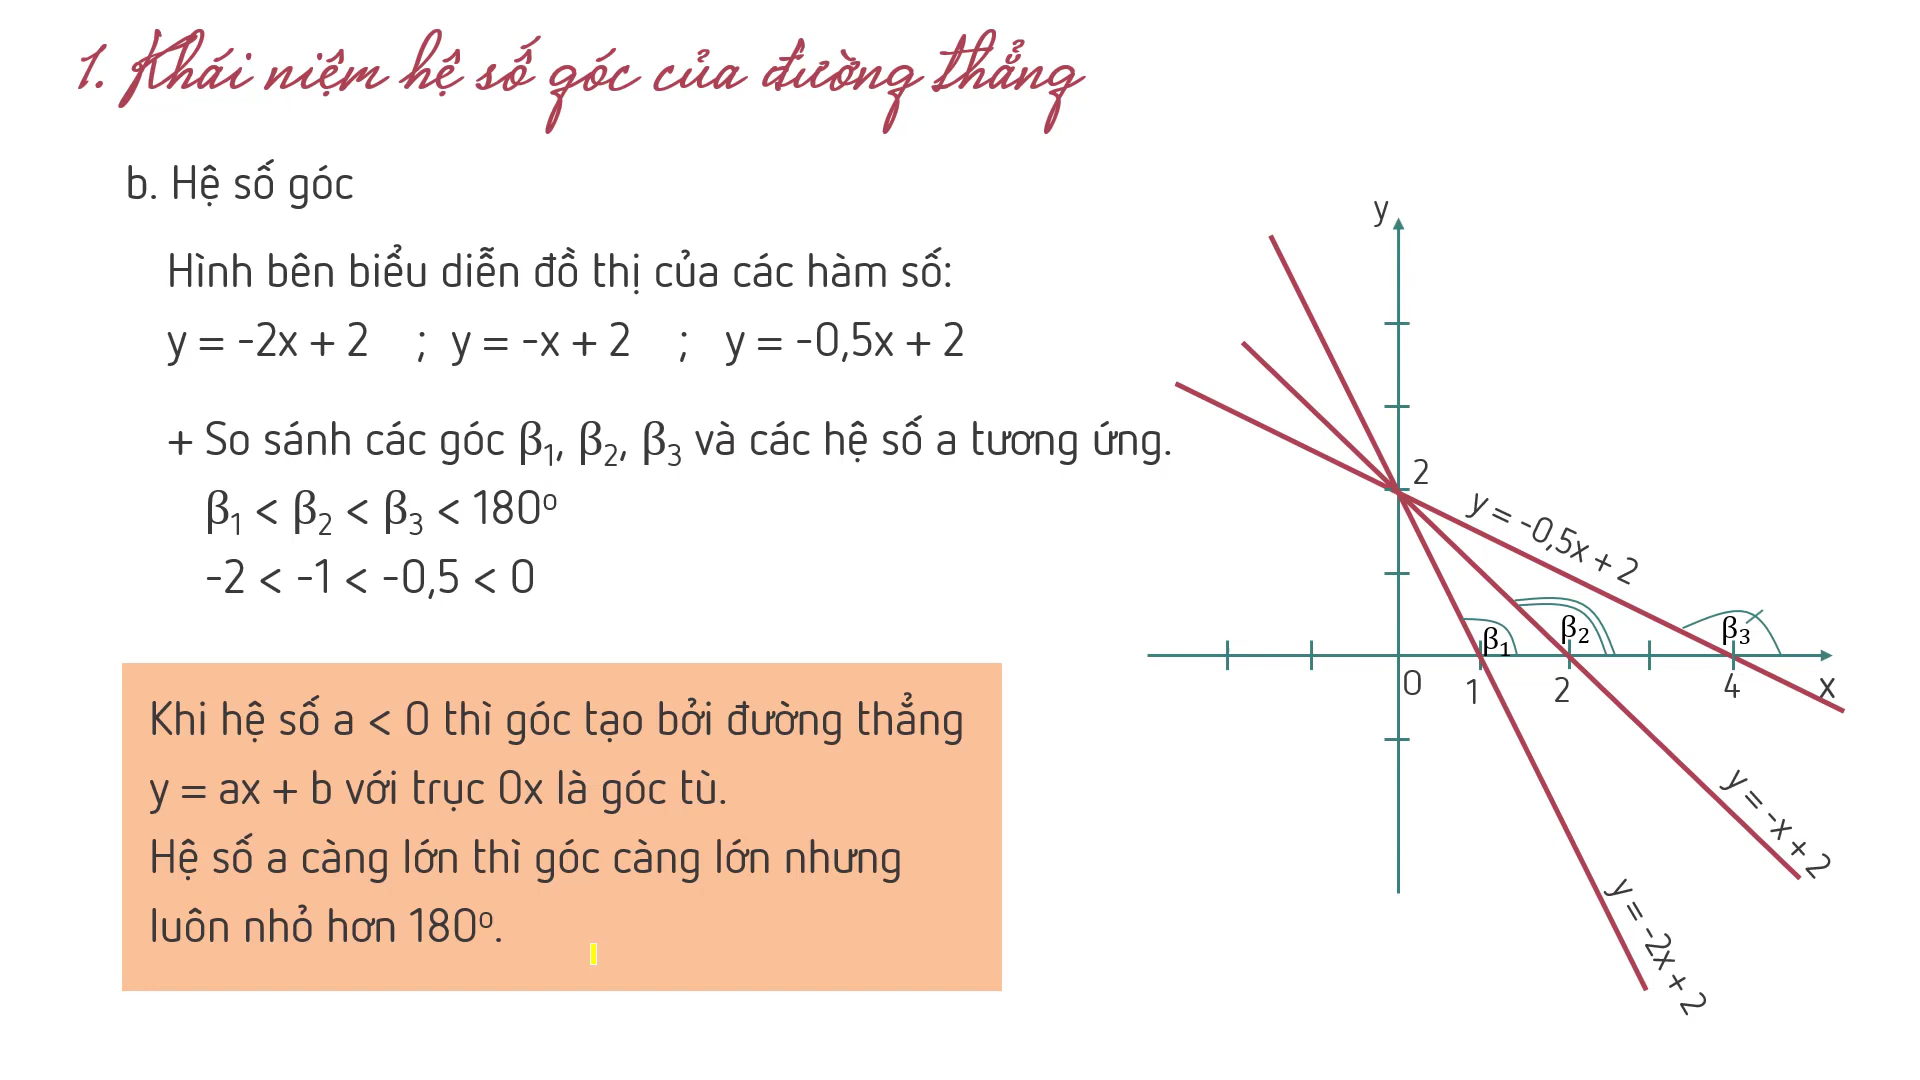 1. Khái niệm hệ số góc của đường thẳng
b. Hệ số góc
Hình bên biểu diễn đồ thị của các hàm số:
y = -2x + 2 ; y = -x + 2 ; y = -0,5x + 2
+ So sánh các góc β₁, β₂, β₃ và các hệ số a tương ứng.
β₁ < β₂ < β₃ < 180º
-2 < -1 < -0,5 < 0
Khi hệ số a < 0 thì góc tạo bởi đường thẳng
y = ax + b với trục Ox là góc tù.
Hệ số a càng lớn thì góc càng lớn nhưng
luôn nhỏ hơn 180º.
y
2
y = -0,5x + 2
β₁
β₂
β₃
0
1
2
4
x
y = -x + 2
y = -2x + 2